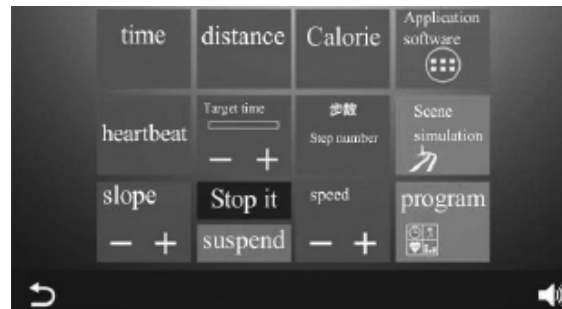 time
distance
Calorie
Application
software
heartbeat
Target time
步数
Step number
Scene
simulation
slope
Stop it
suspend
speed
program